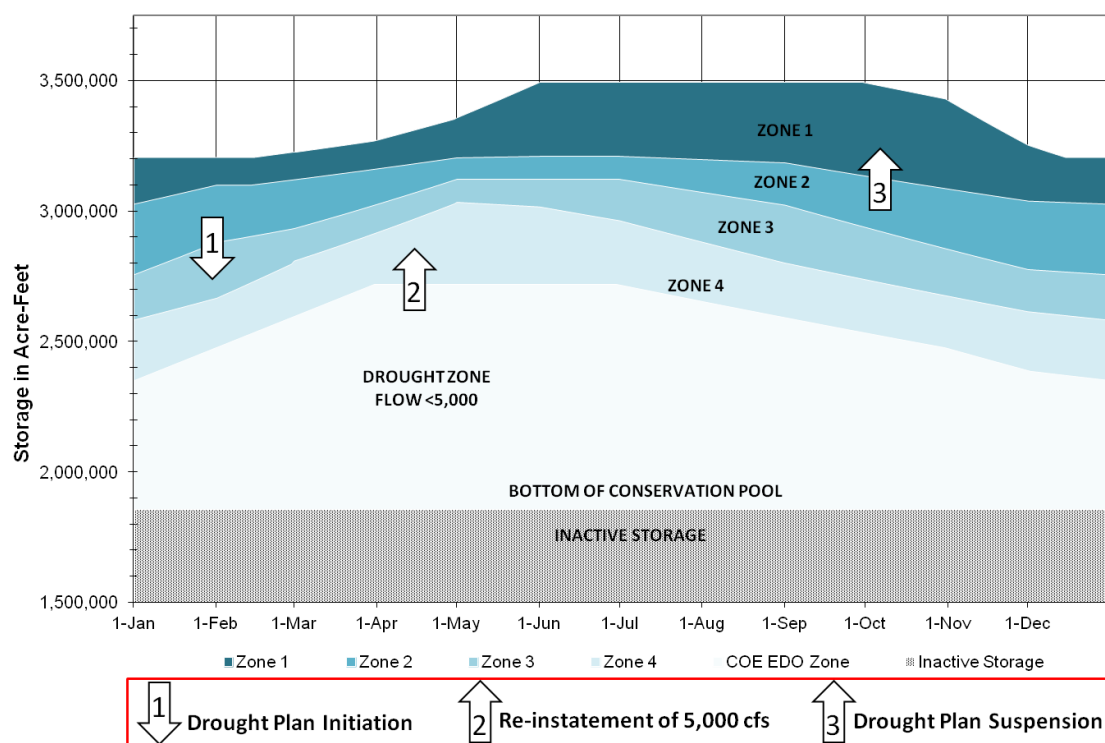 3,500,000
3,000,000
2,500,000
2,000,000
1,500,000
Storage in Acre-Feet
ZONE 1
ZONE 2
ZONE 3
ZONE 4
1
2
3
DROUGHT ZONE
FLOW <5,000
BOTTOM OF CONSERVATION POOL
INACTIVE STORAGE
1-Jan 1-Feb 1-Mar 1-Apr 1-May 1-Jun 1-Jul 1-Aug 1-Sep 1-Oct 1-Nov 1-Dec
Zone 1 Zone 2 Zone 3 Zone 4 COE EDO Zone Inactive Storage
1 Drought Plan Initiation 2 Re-instatement of 5,000 cfs 3 Drought Plan Suspension